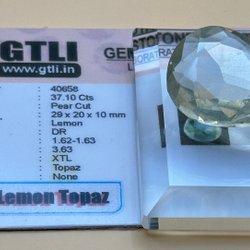 GTLI
www.gtli.in
GEM
40658
37.10 Cts
Pear Cut
29 x 20 x 10 mm
Lemon
DR
1.62-1.63
3.63
XTL
Topaz
None
Lemon Topaz